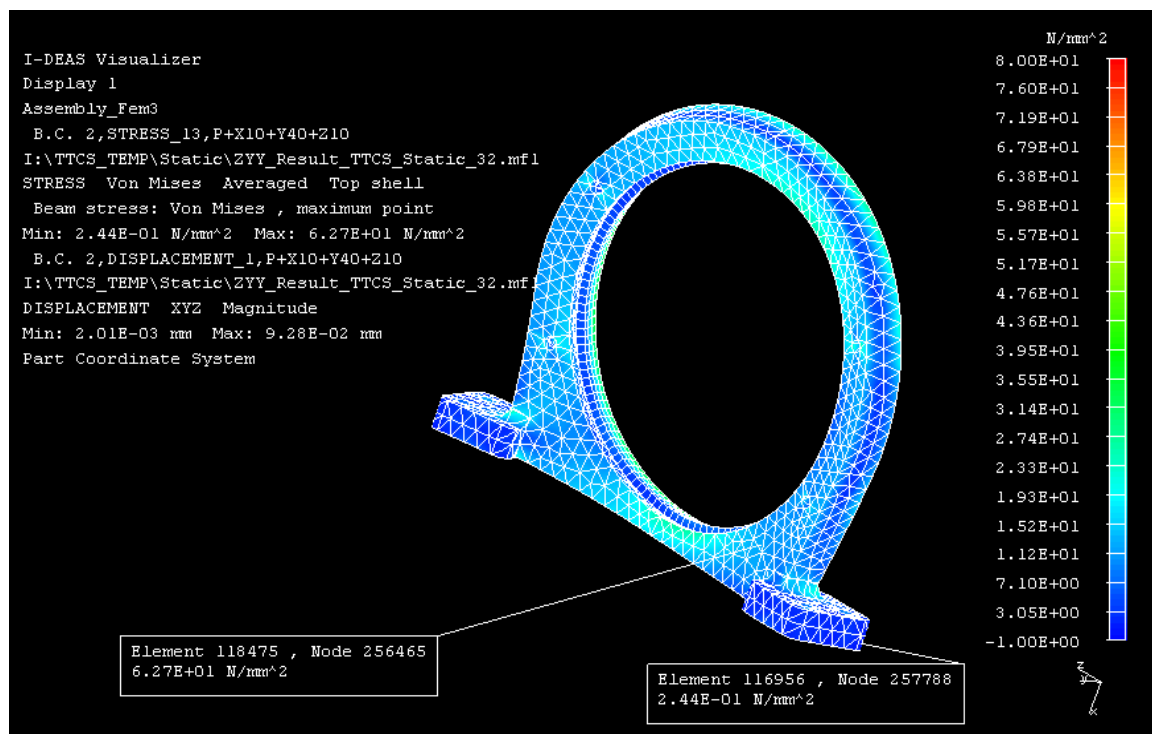 I-DEAS Visualizer
Display 1
Assembly_Fem3
B.C. 2,STRESS_13,P+X10+Y40+Z10
I:\TTCS_TEMP\Static\ZYY_Result_TTCS_Static_32.mf1
STRESS Von Mises Averaged Top shell
Beam stress: Von Mises , maximum point
Min: 2.44E-01 N/mm^2 Max: 6.27E+01 N/mm^2
B.C. 2,DISPLACEMENT_1,P+X10+Y40+Z10
I:\TTCS_TEMP\Static\ZYY_Result_TTCS_Static_32.mf1
DISPLACEMENT XYZ Magnitude
Min: 2.01E-03 mm Max: 9.28E-02 mm
Part Coordinate System
N/mm^2
8.00E+01
7.60E+01
7.19E+01
6.79E+01
6.38E+01
5.98E+01
5.57E+01
5.17E+01
4.76E+01
4.36E+01
3.95E+01
3.55E+01
3.14E+01
2.74E+01
2.33E+01
1.93E+01
1.52E+01
1.12E+01
7.10E+00
3.05E+00
-1.00E+00
Element 118475 , Node 256465
6.27E+01 N/mm^2
Element 116956 , Node 257788
2.44E-01 N/mm^2
Z
Y
X